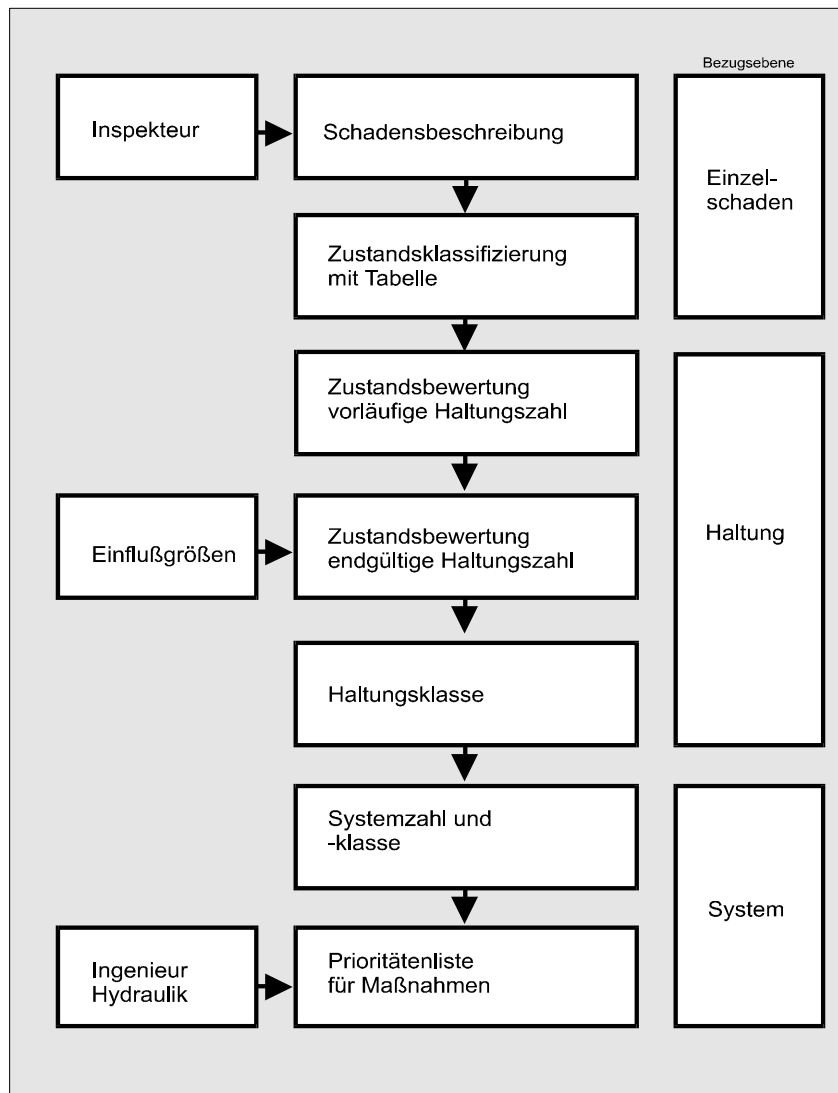 Bezugsebene
Inspekteur
Schadensbeschreibung
Einzel-
schaden
Zustandsklassifizierung
mit Tabelle
Zustandsbewertung
vorläufige Haltungszahl
Haltung
Einflußgrößen
Zustandsbewertung
endgültige Haltungszahl
Haltungsklasse
Systemzahl und
-klasse
System
Ingenieur
Hydraulik
Prioritätenliste
für Maßnahmen